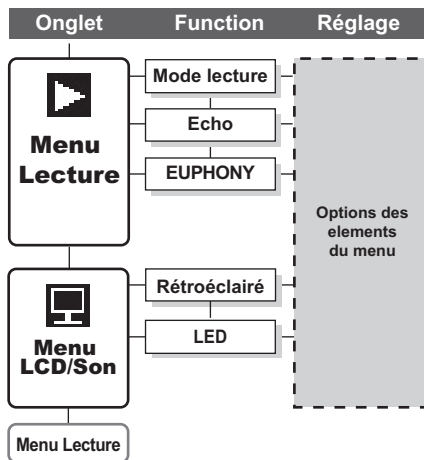 Onglet Function Réglage
Menu
Lecture
Mode lecture
Echo
EUPHONY
Options des
elements
du menu
Menu
LCD/Son
Rétroéclairé
LED
Menu Lecture